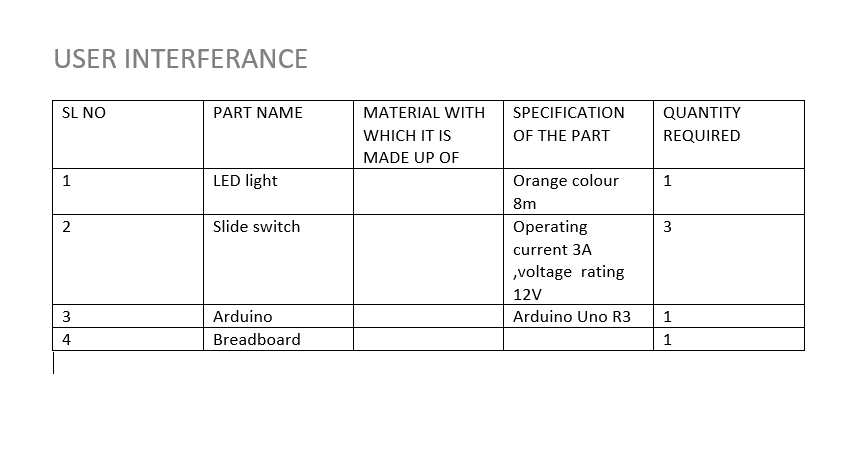 USER INTERFERANCE
SL NO
PART NAME
MATERIAL WITH
WHICH IT IS
MADE UP OF
SPECIFICATION
OF THE PART
QUANTITY
REQUIRED
1
LED light
Orange colour
8m
1
2
Slide switch
Operating
current 3A
,voltage  rating
12V
3
3
Arduino
Arduino Uno R3
1
4
Breadboard
1